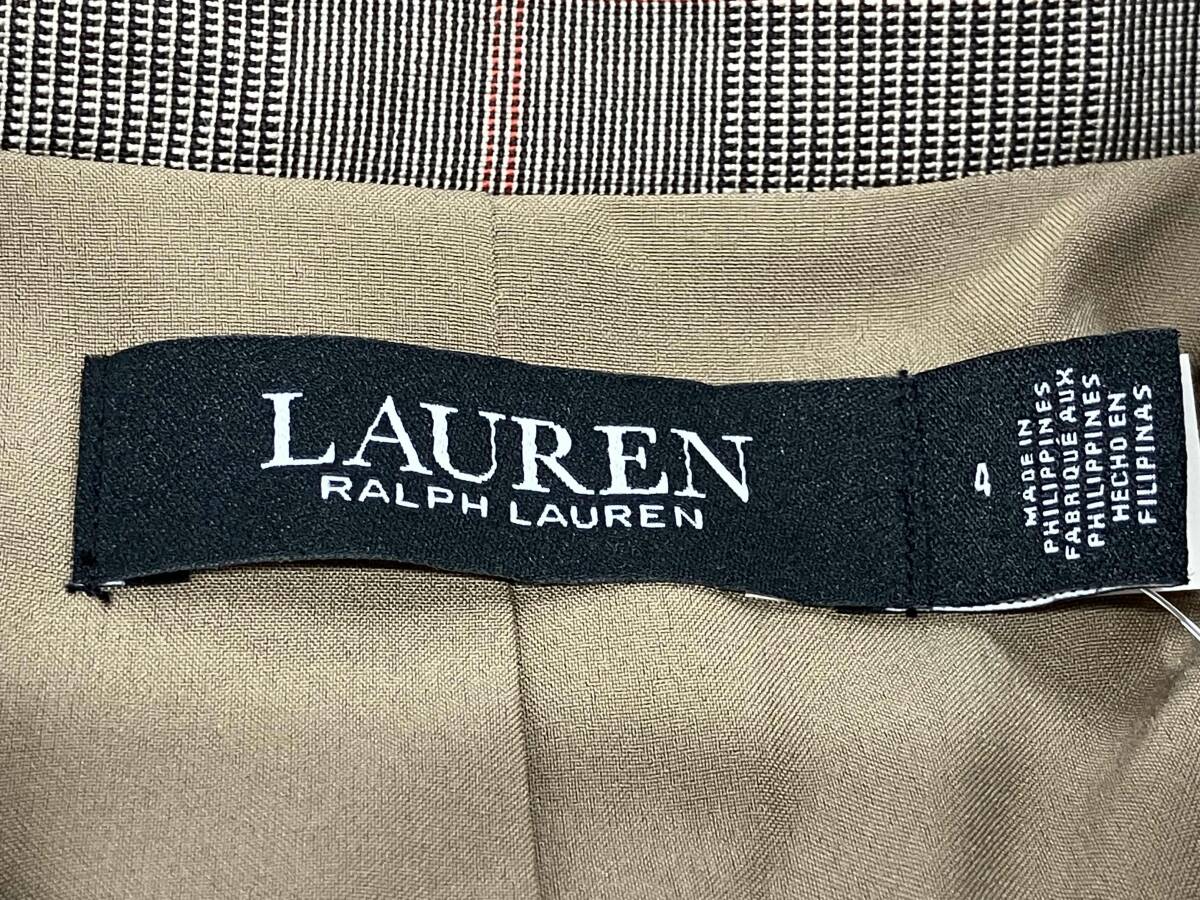 LAUREN
RALPH LAUREN
4
MADE IN
PHILIPPINES
FABRIQUÉ AUX
PHILIPPINES
HECHO EN
FILIPINAS